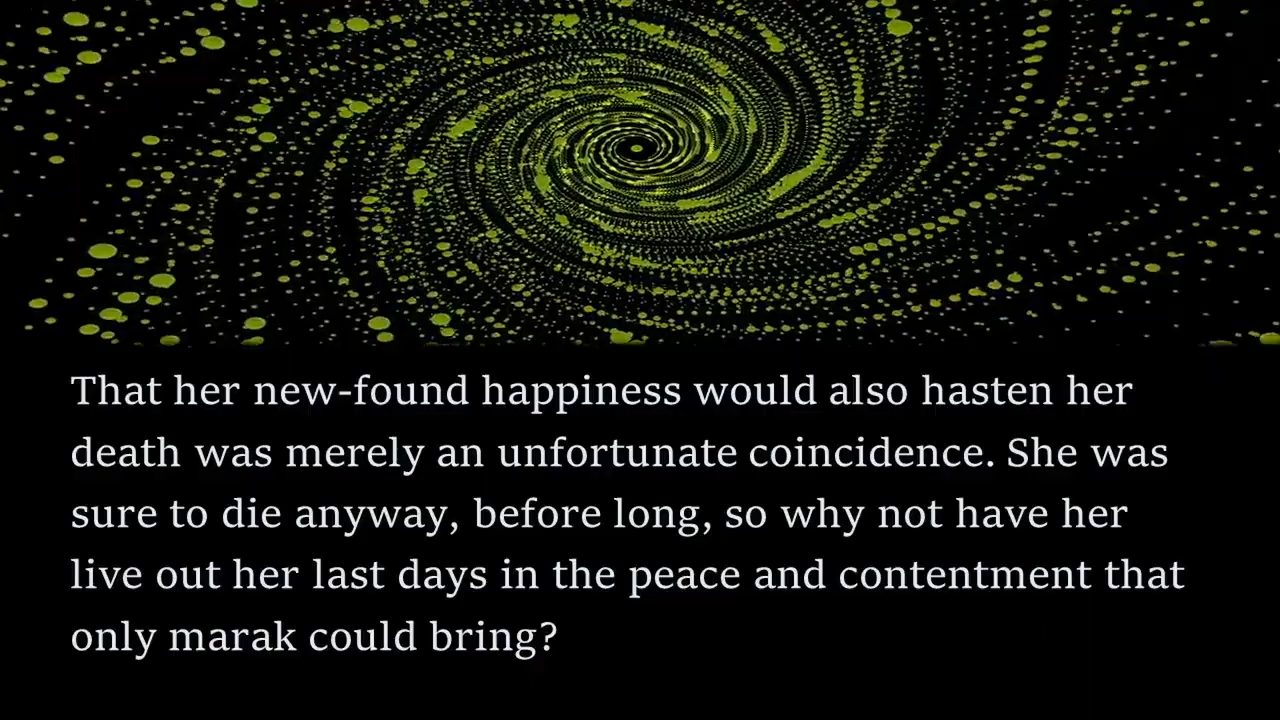 That her new-found happiness would also hasten her
death was merely an unfortunate coincidence. She was
sure to die anyway, before long, so why not have her
live out her last days in the peace and contentment that
only marak could bring?